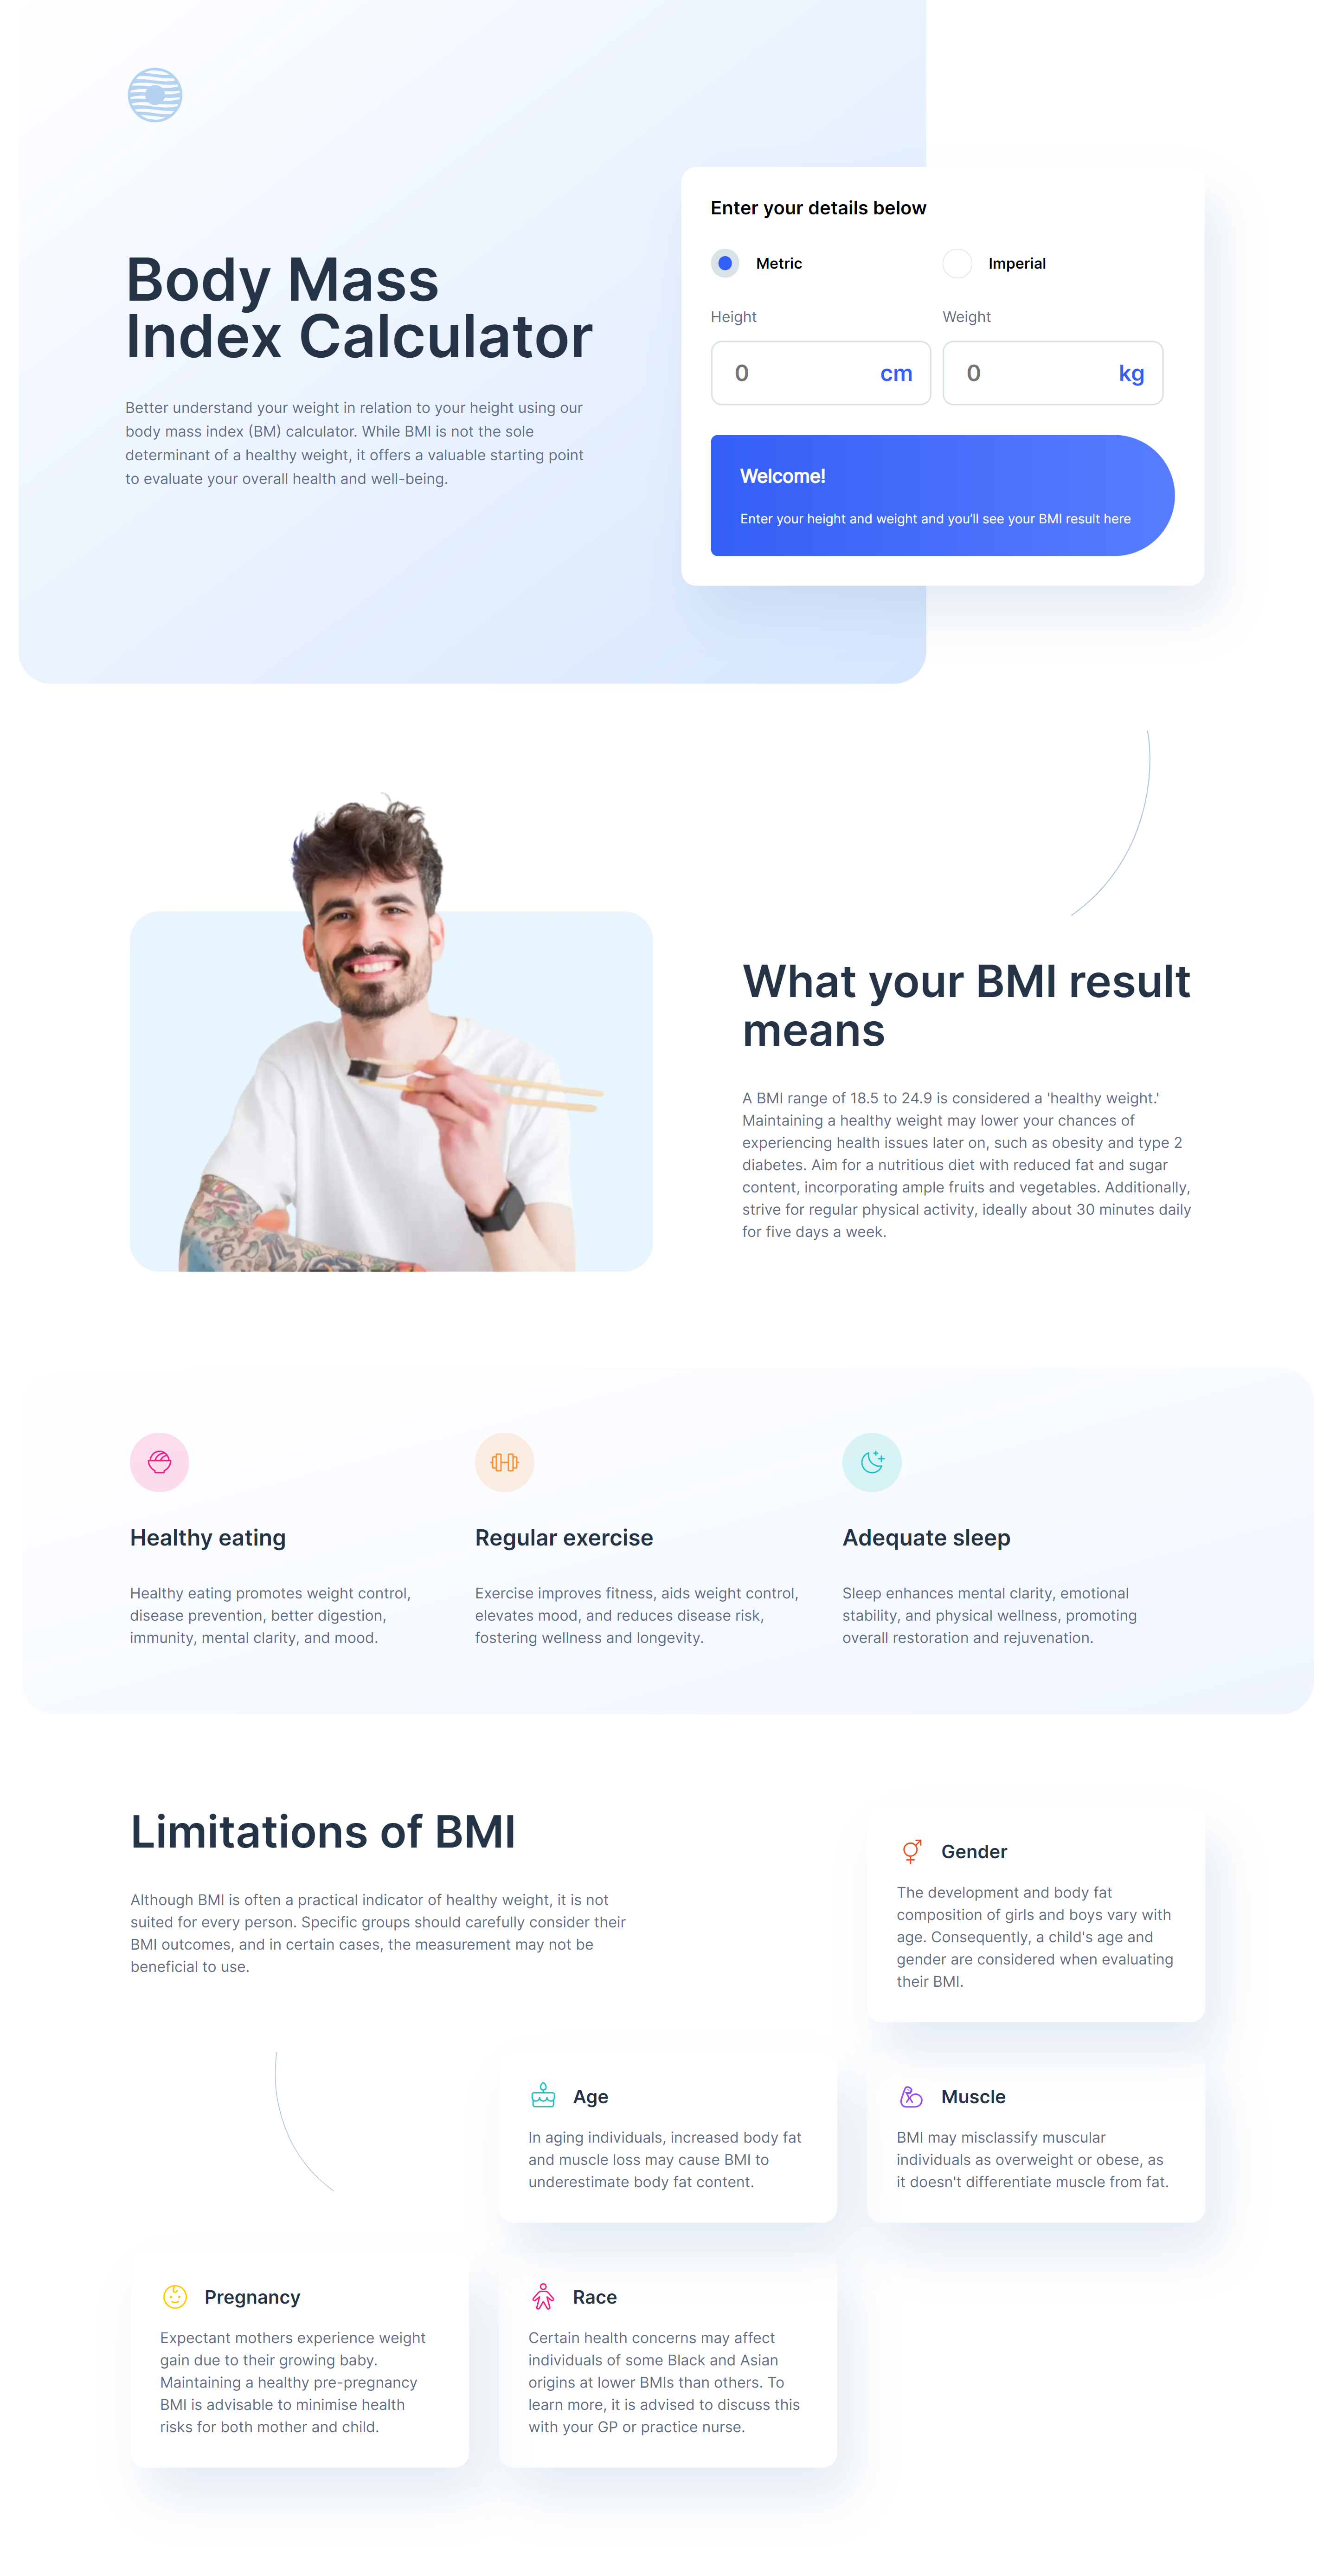 Body Mass
Index Calculator
Better understand your weight in relation to your height using our
body mass index (BM) calculator. While BMI is not the sole
determinant of a healthy weight, it offers a valuable starting point
to evaluate your overall health and well-being.
Enter your details below
Metric
Imperial
Height
Weight
0 cm
0 kg
Welcome!
Enter your height and weight and you'll see your BMI result here
What your BMI result
means
A BMI range of 18.5 to 24.9 is considered a 'healthy weight.'
Maintaining a healthy weight may lower your chances of
experiencing health issues later on, such as obesity and type 2
diabetes. Aim for a nutritious diet with reduced fat and sugar
content, incorporating ample fruits and vegetables. Additionally,
strive for regular physical activity, ideally about 30 minutes daily
for five days a week.
Healthy eating
Healthy eating promotes weight control,
disease prevention, better digestion,
immunity, mental clarity, and mood.
Regular exercise
Exercise improves fitness, aids weight control,
elevates mood, and reduces disease risk,
fostering wellness and longevity.
Adequate sleep
Sleep enhances mental clarity, emotional
stability, and physical wellness, promoting
overall restoration and rejuvenation.
Limitations of BMI
Although BMI is often a practical indicator of healthy weight, it is not
suited for every person. Specific groups should carefully consider their
BMI outcomes, and in certain cases, the measurement may not be
beneficial to use.
Gender
The development and body fat
composition of girls and boys vary with
age. Consequently, a child's age and
gender are considered when evaluating
their BMI.
Age
In aging individuals, increased body fat
and muscle loss may cause BMI to
underestimate body fat content.
Muscle
BMI may misclassify muscular
individuals as overweight or obese, as
it doesn't differentiate muscle from fat.
Pregnancy
Expectant mothers experience weight
gain due to their growing baby.
Maintaining a healthy pre-pregnancy
BMI is advisable to minimise health
risks for both mother and child.
Race
Certain health concerns may affect
individuals of some Black and Asian
origins at lower BMIs than others. To
learn more, it is advised to discuss this
with your GP or practice nurse.